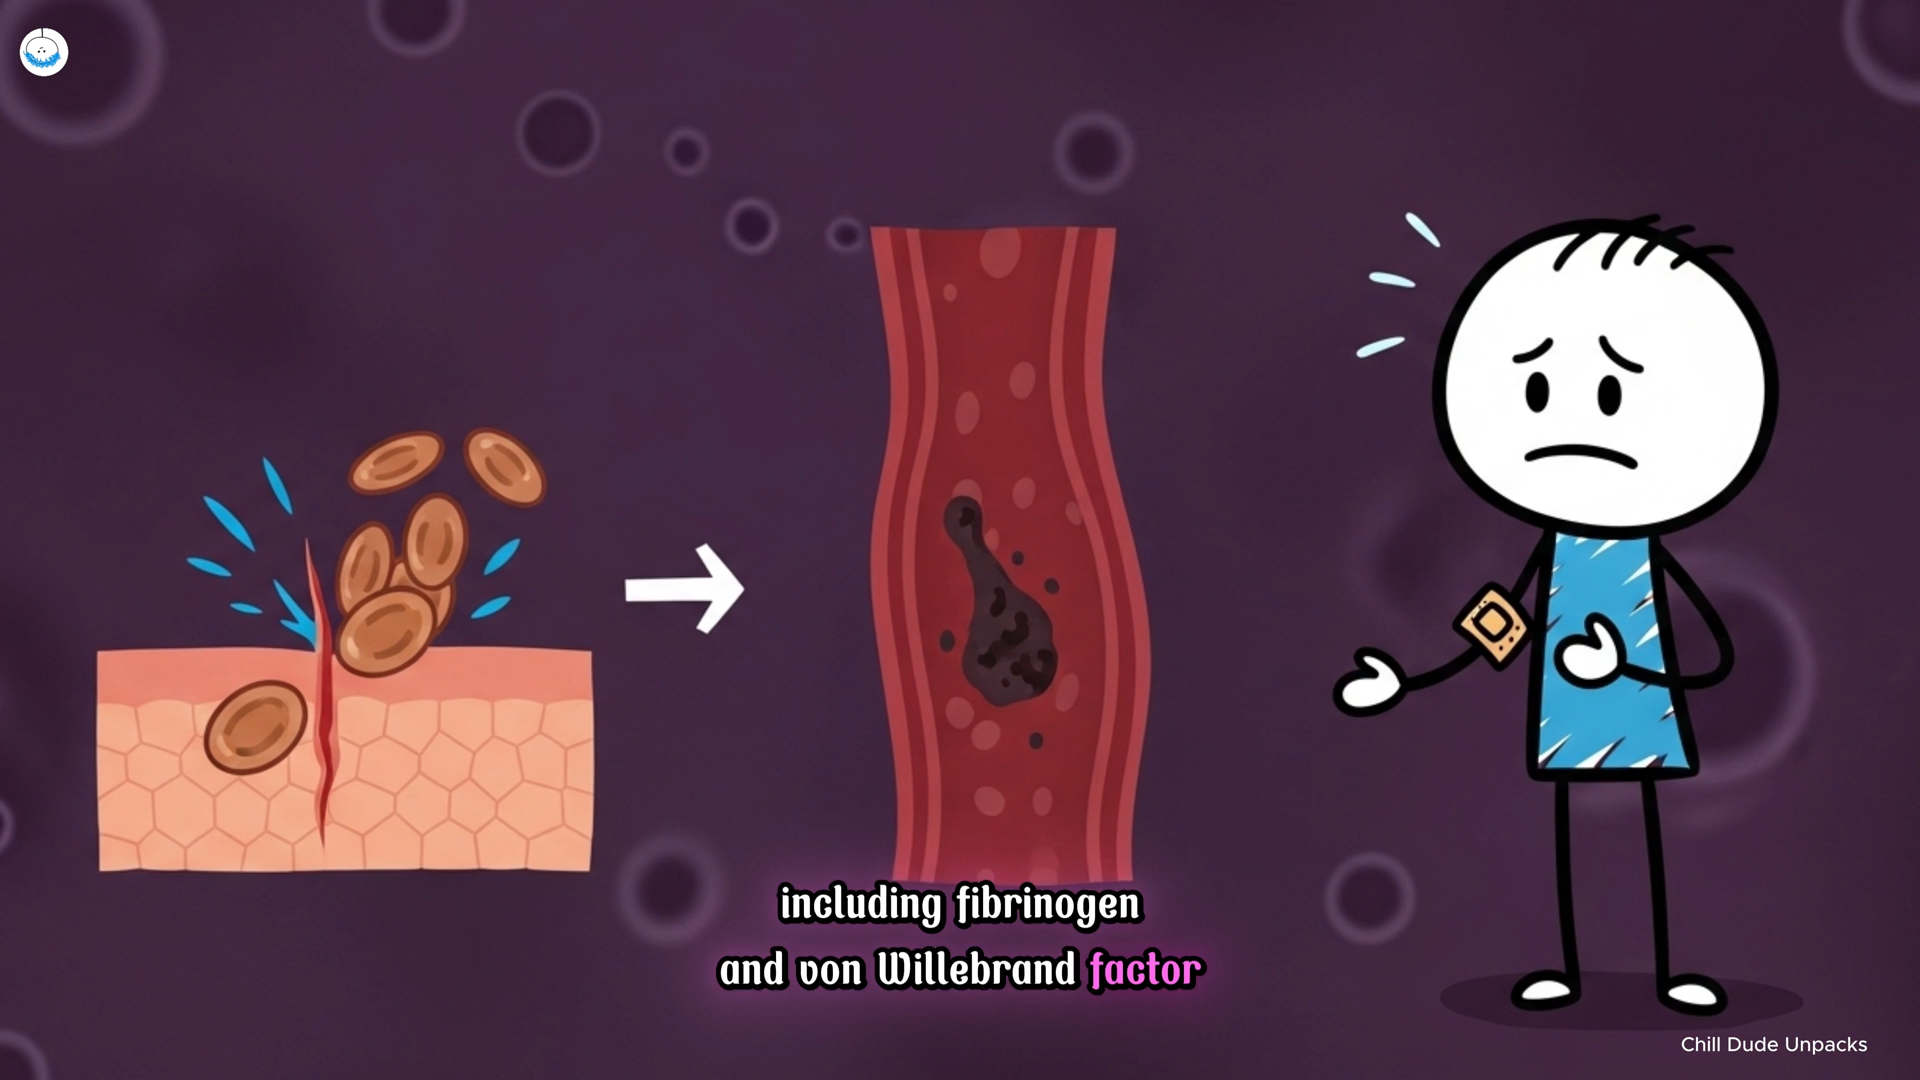 including fibrinogen
and von Willebrand factor
Chill Dude Unpacks